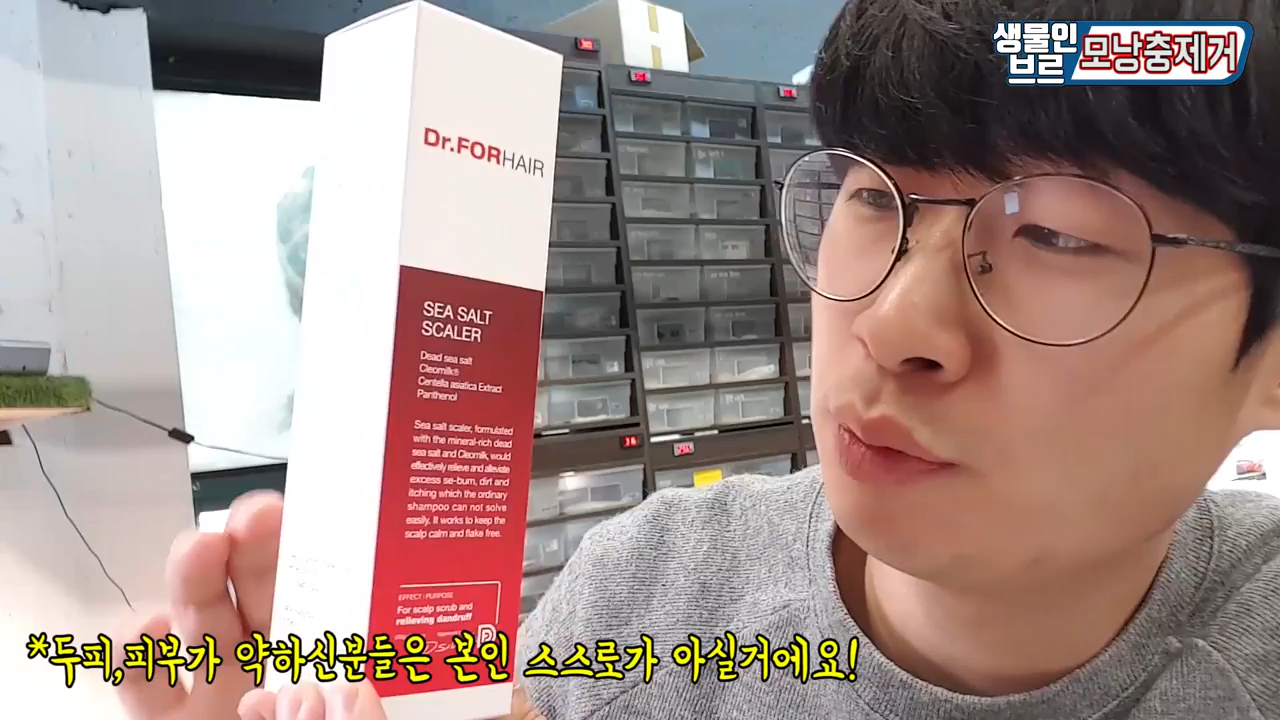 생물인
브르
모낭충제거
Dr.FORHAIR
SEA SALT
SCALER
Dead sea salt
Cleomilk®
Centella asiatica Extract
Panthenol
Sea salt scaler, formulated
with the mineral-rich dead
sea salt and Cleomilk, would
effectively relieve and alleviate
excess se-bum, dirt and
itching which the ordinary
shampoo can not solve
easily. It works to keep the
scalp calm and flake free.
EFFECT | PURPOSE
For scalp scrub and
relieving dandruff
*두피,피부가 약하신분들은 본인 스스로가 아실거에요!